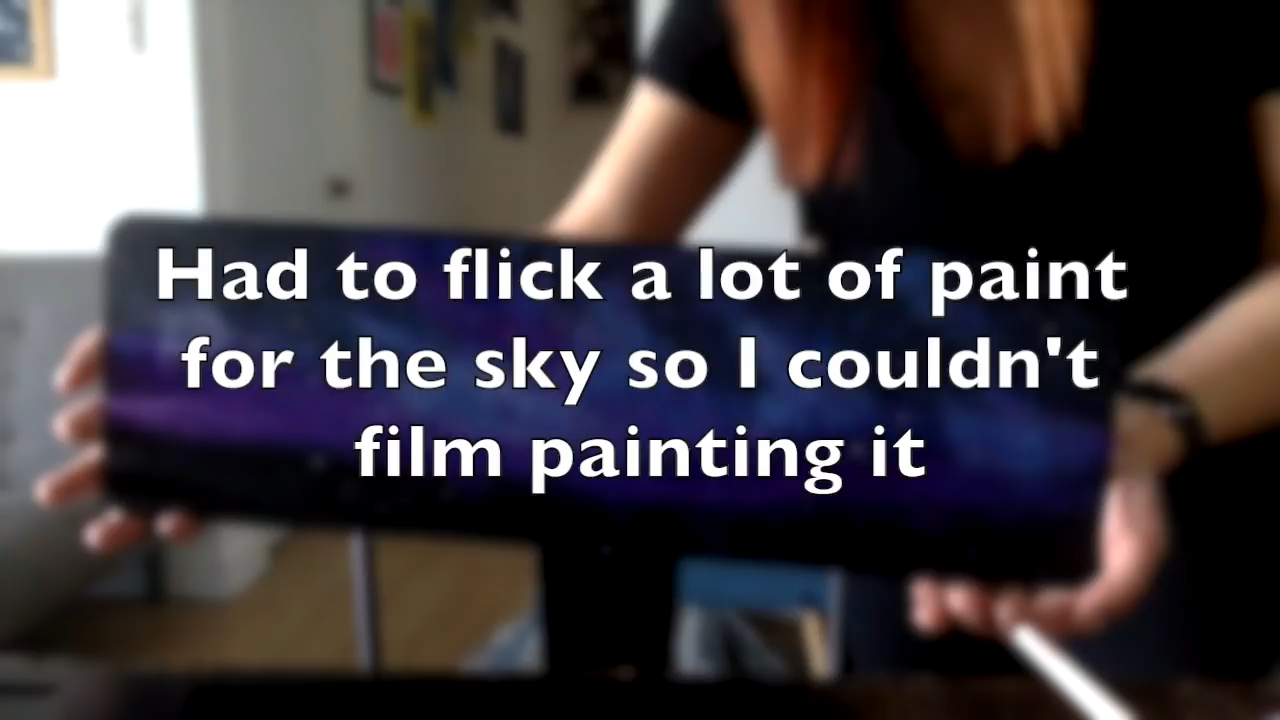 Had to flick a lot of paint
for the sky so I couldn't
film painting it